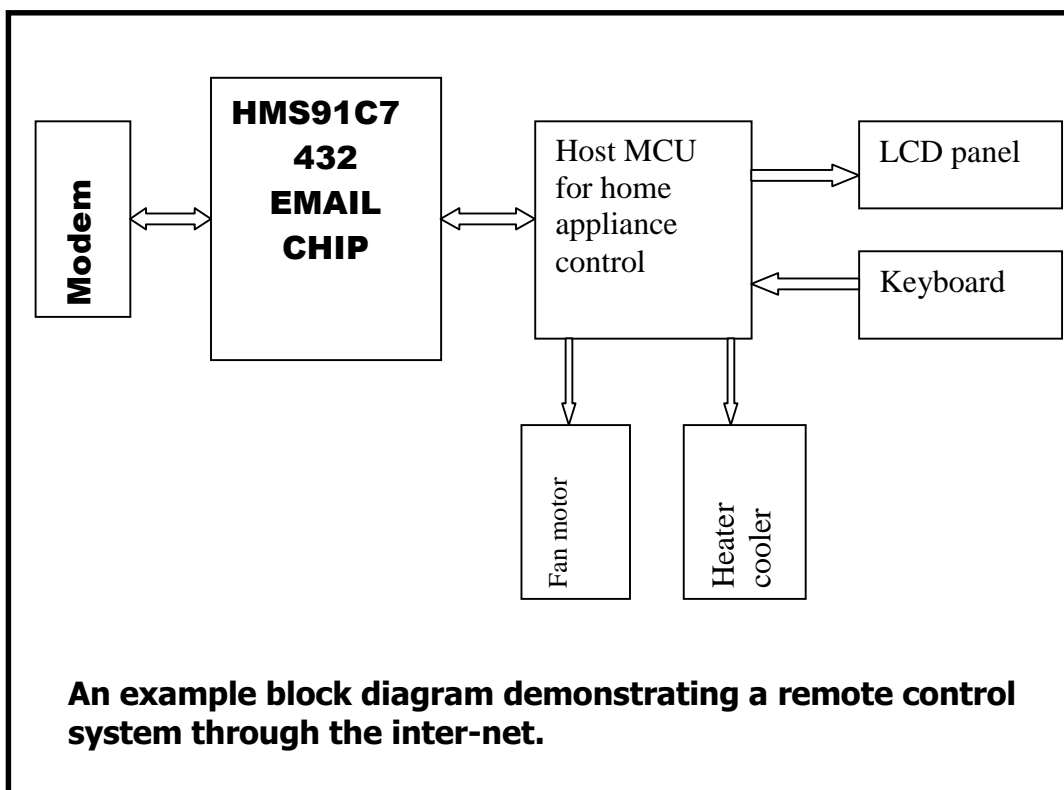 Modem
HMS91C7
432
EMAIL
CHIP
Host MCU
for home
appliance
control
LCD panel
Keyboard
Fan motor
Heater
cooler
An example block diagram demonstrating a remote control
system through the inter-net.